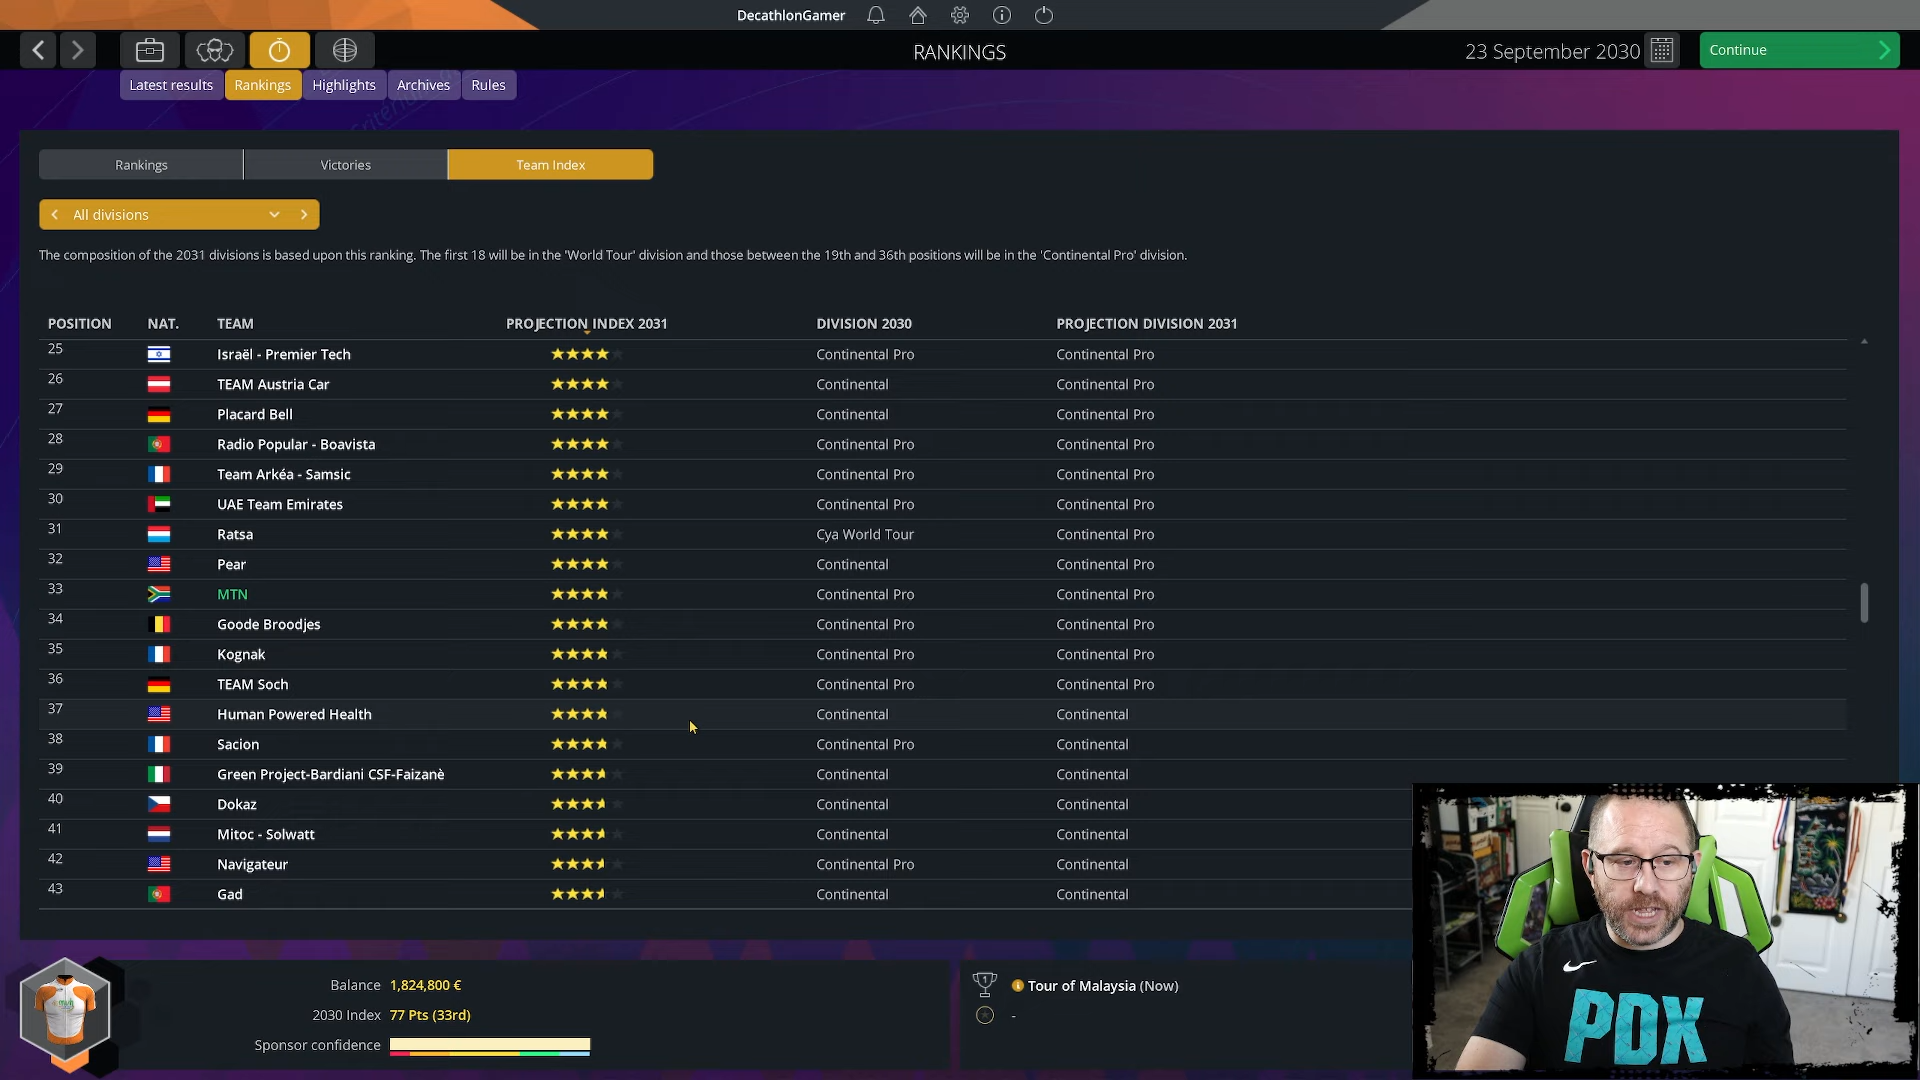 DecathlonGamer
RANKINGS
23 September 2030
Continue
Latest results
Rankings
Highlights
Archives
Rules
Rankings
Victories
Team Index
All divisions
The composition of the 2031 divisions is based upon this ranking. The first 18 will be in the 'World Tour' division and those between the 19th and 36th positions will be in the 'Continental Pro' division.
POSITION NAT. TEAM PROJECTION INDEX 2031 DIVISION 2030 PROJECTION DIVISION 2031
25 Israël - Premier Tech Continental Pro Continental Pro
26 TEAM Austria Car Continental Continental Pro
27 Placard Bell Continental Continental Pro
28 Radio Popular - Boavista Continental Pro Continental Pro
29 Team Arkéa - Samsic Continental Pro Continental Pro
30 UAE Team Emirates Continental Pro Continental Pro
31 Ratsa Cya World Tour Continental Pro
32 Pear Continental Continental Pro
33 MTN Continental Pro Continental Pro
34 Goode Broodjes Continental Pro Continental Pro
35 Kognak Continental Pro Continental Pro
36 TEAM Soch Continental Pro Continental Pro
37 Human Powered Health Continental Continental
38 Sacion Continental Pro Continental
39 Green Project-Bardiani CSF-Faizanè Continental Continental
40 Dokaz Continental Continental
41 Mitoc - Solwatt Continental Continental
42 Navigateur Continental Pro Continental
43 Gad Continental Continental
Balance 1,824,800 €
2030 Index 77 Pts (33rd)
Sponsor confidence
Tour of Malaysia (Now)
-
PDX